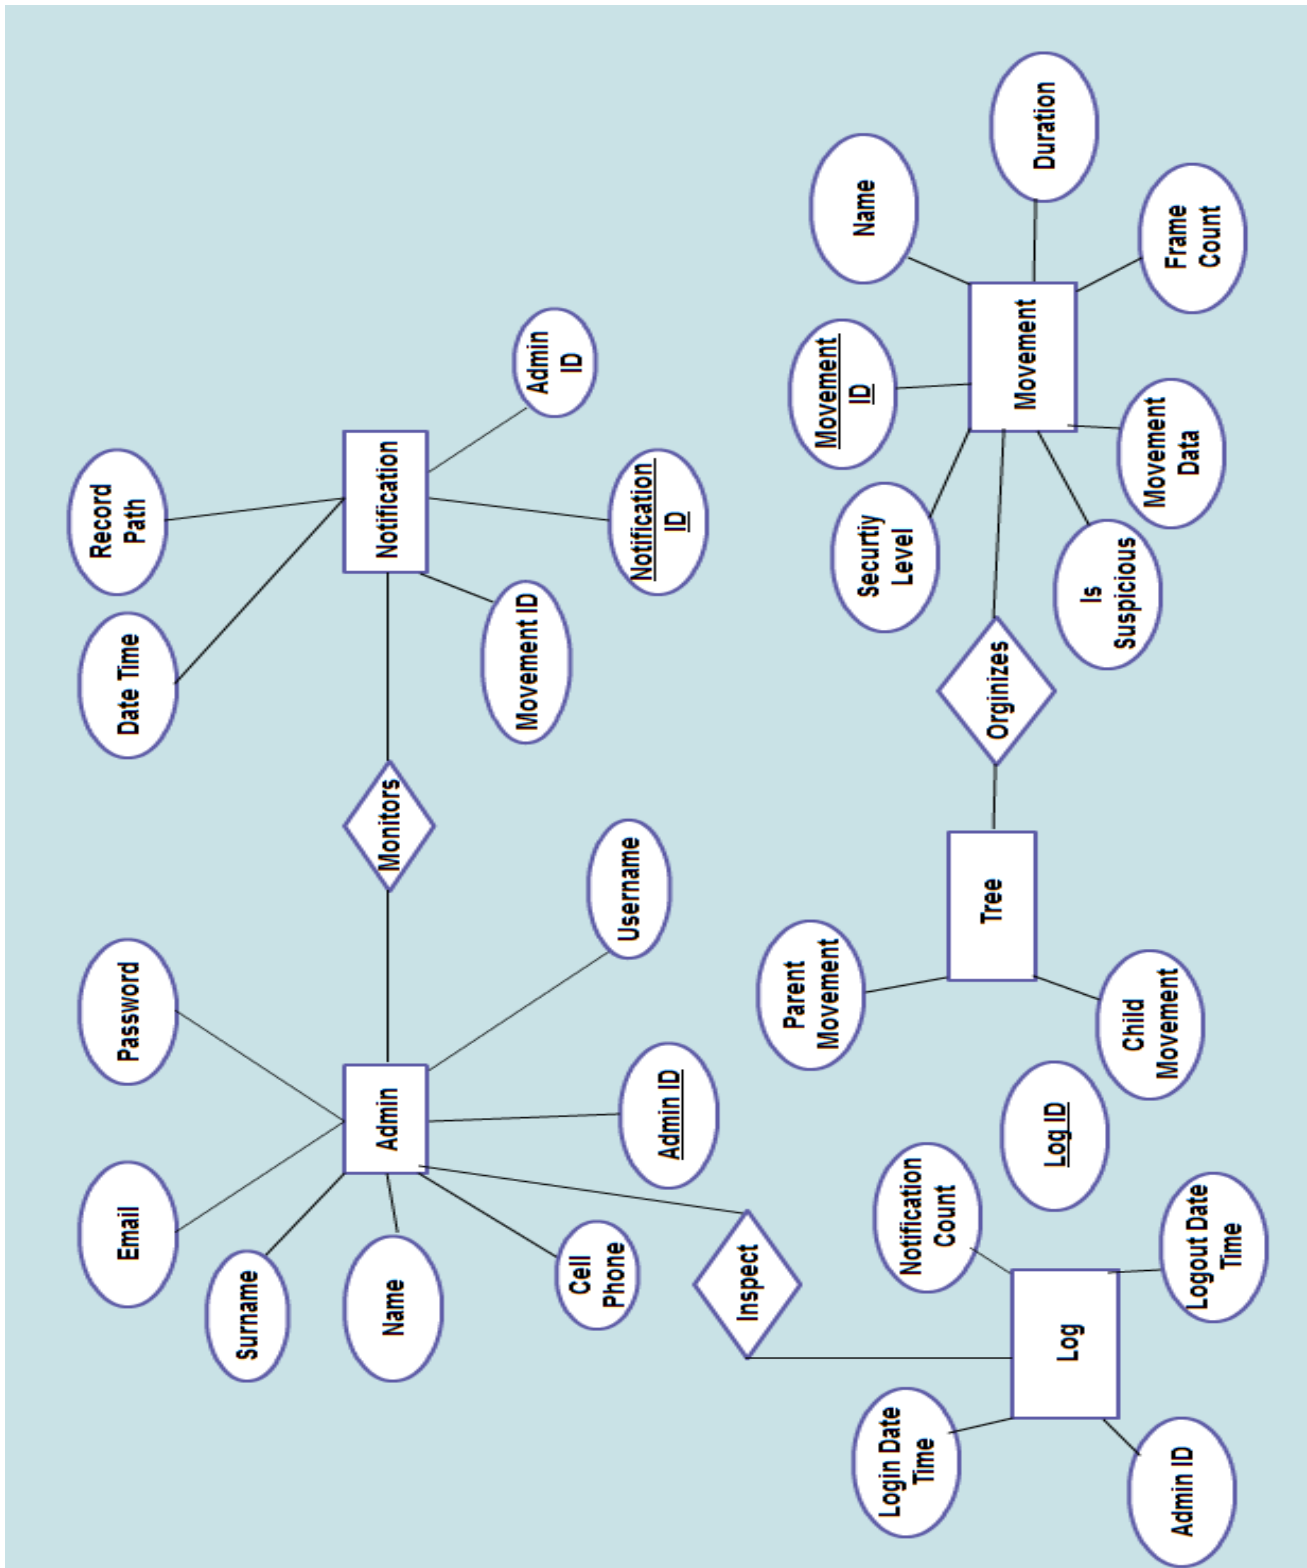 Email
Password
Date Time
Record
Path
Surname
Name
Admin
Monitors
Notification
Cell
Phone
Admin ID
Username
Movement ID
Notification
ID
Admin
ID
Inspect
Login Date
Time
Notification
Count
Parent
Movement
Securtiy
Level
Movement
ID
Name
Log
Log ID
Tree
Orginizes
Movement
Duration
Admin ID
Logout Date
Time
Child
Movement
Is
Suspicious
Movement
Data
Frame
Count